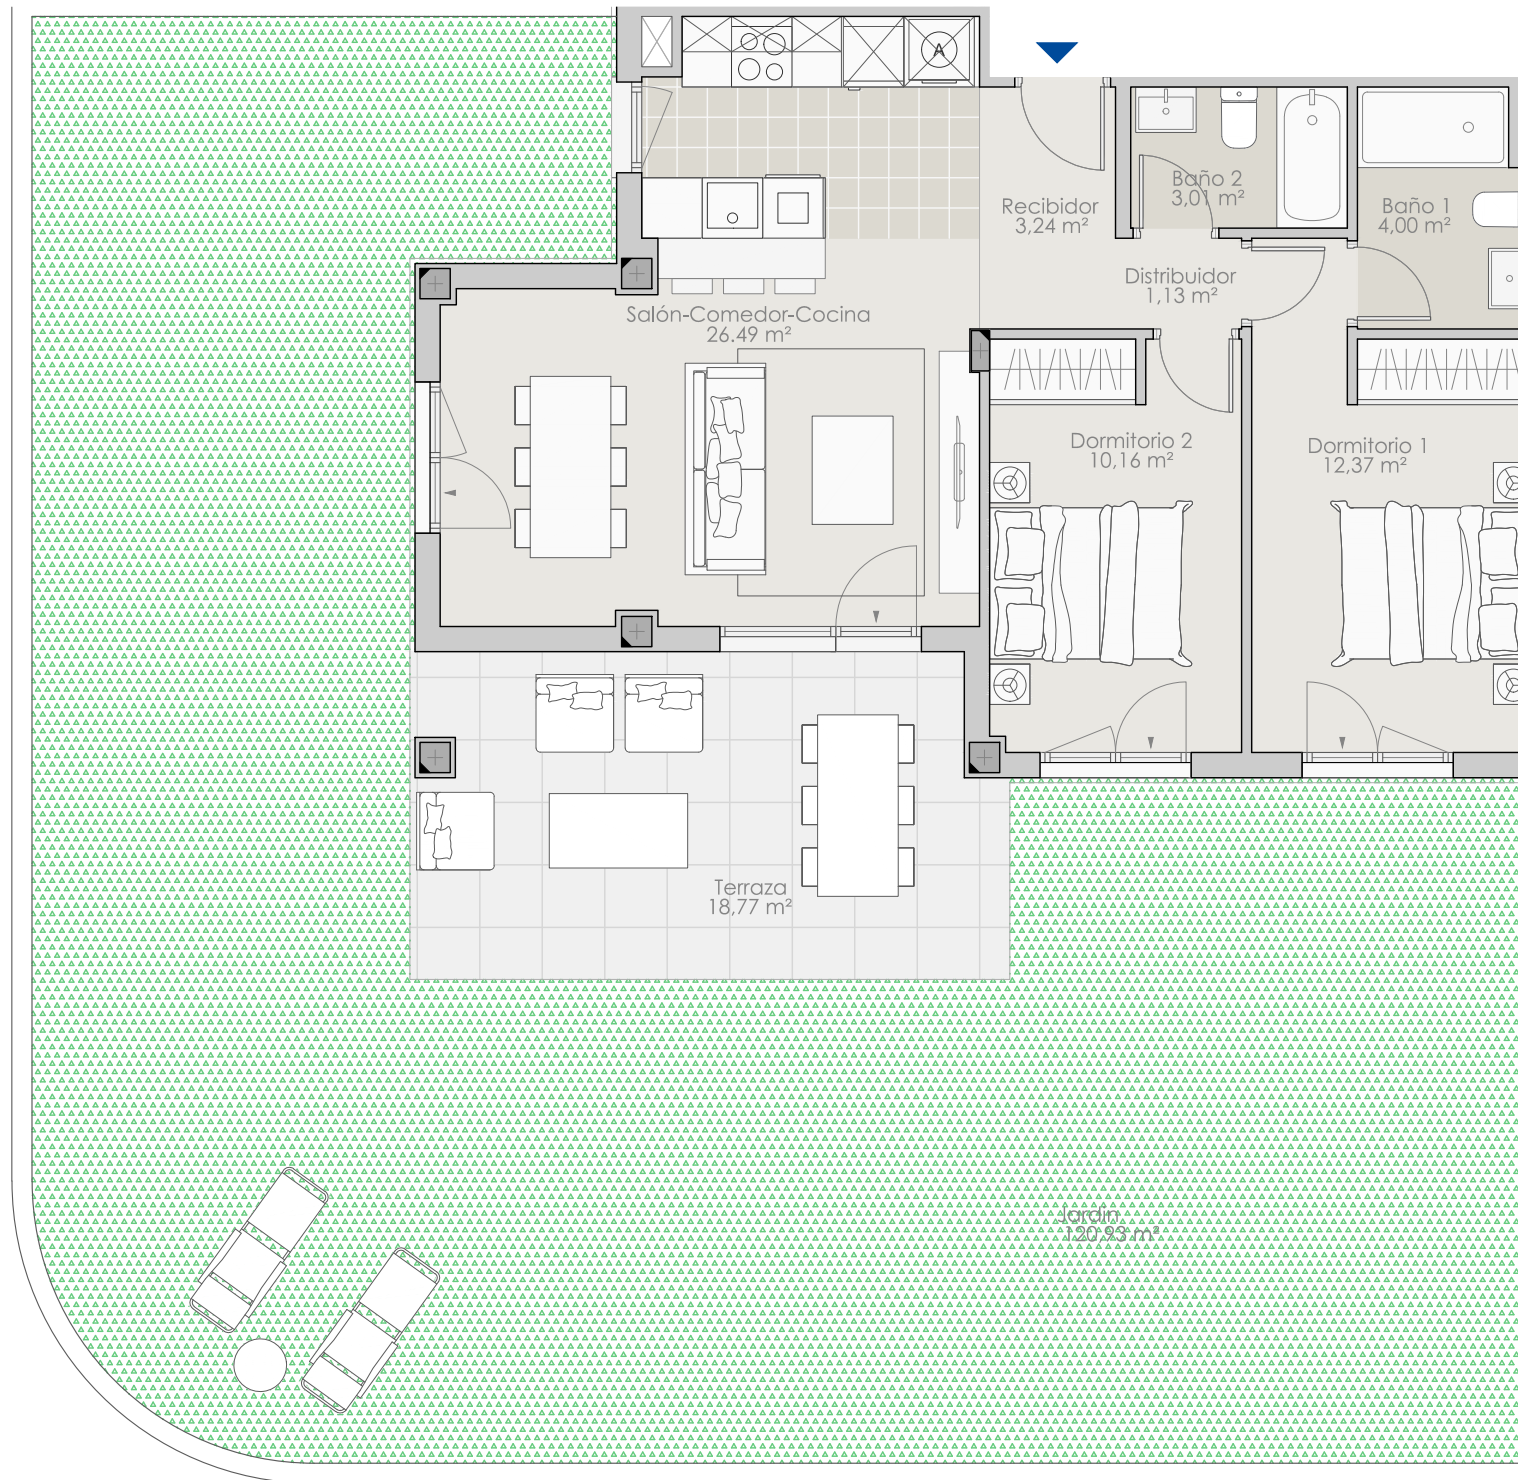 A
Baño 2
3,01 m²
Recibidor
3,24 m²
Baño 1
4,00 m²
Distribuidor
1,13 m²
Salón-Comedor-Cocina
26.49 m²
Dormitorio 2
10,16 m²
Dormitorio 1
12,37 m²
Terraza
18,77 m²
Jardin
120.93 m²